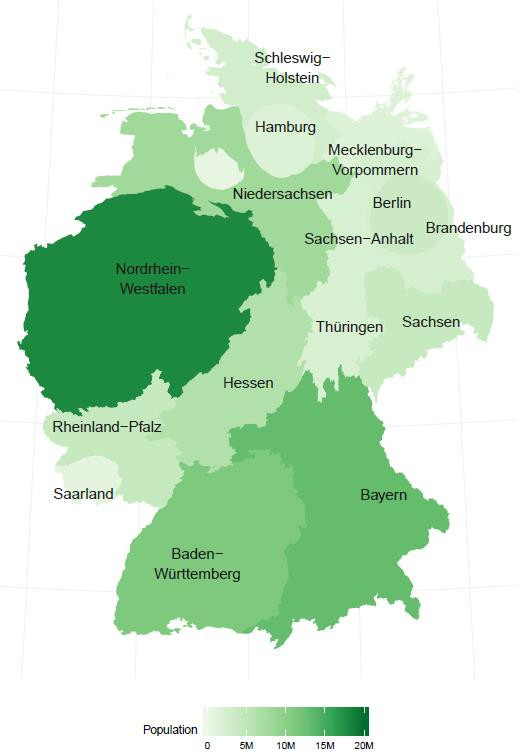 Schleswig−
Holstein
Hamburg
Mecklenburg−
Vorpommern
Niedersachsen
Berlin
Brandenburg
Sachsen−Anhalt
Nordrhein−
Westfalen
Thüringen
Sachsen
Hessen
Rheinland−Pfalz
Saarland
Bayern
Baden−
Württemberg
Population
0 5M 10M 15M 20M